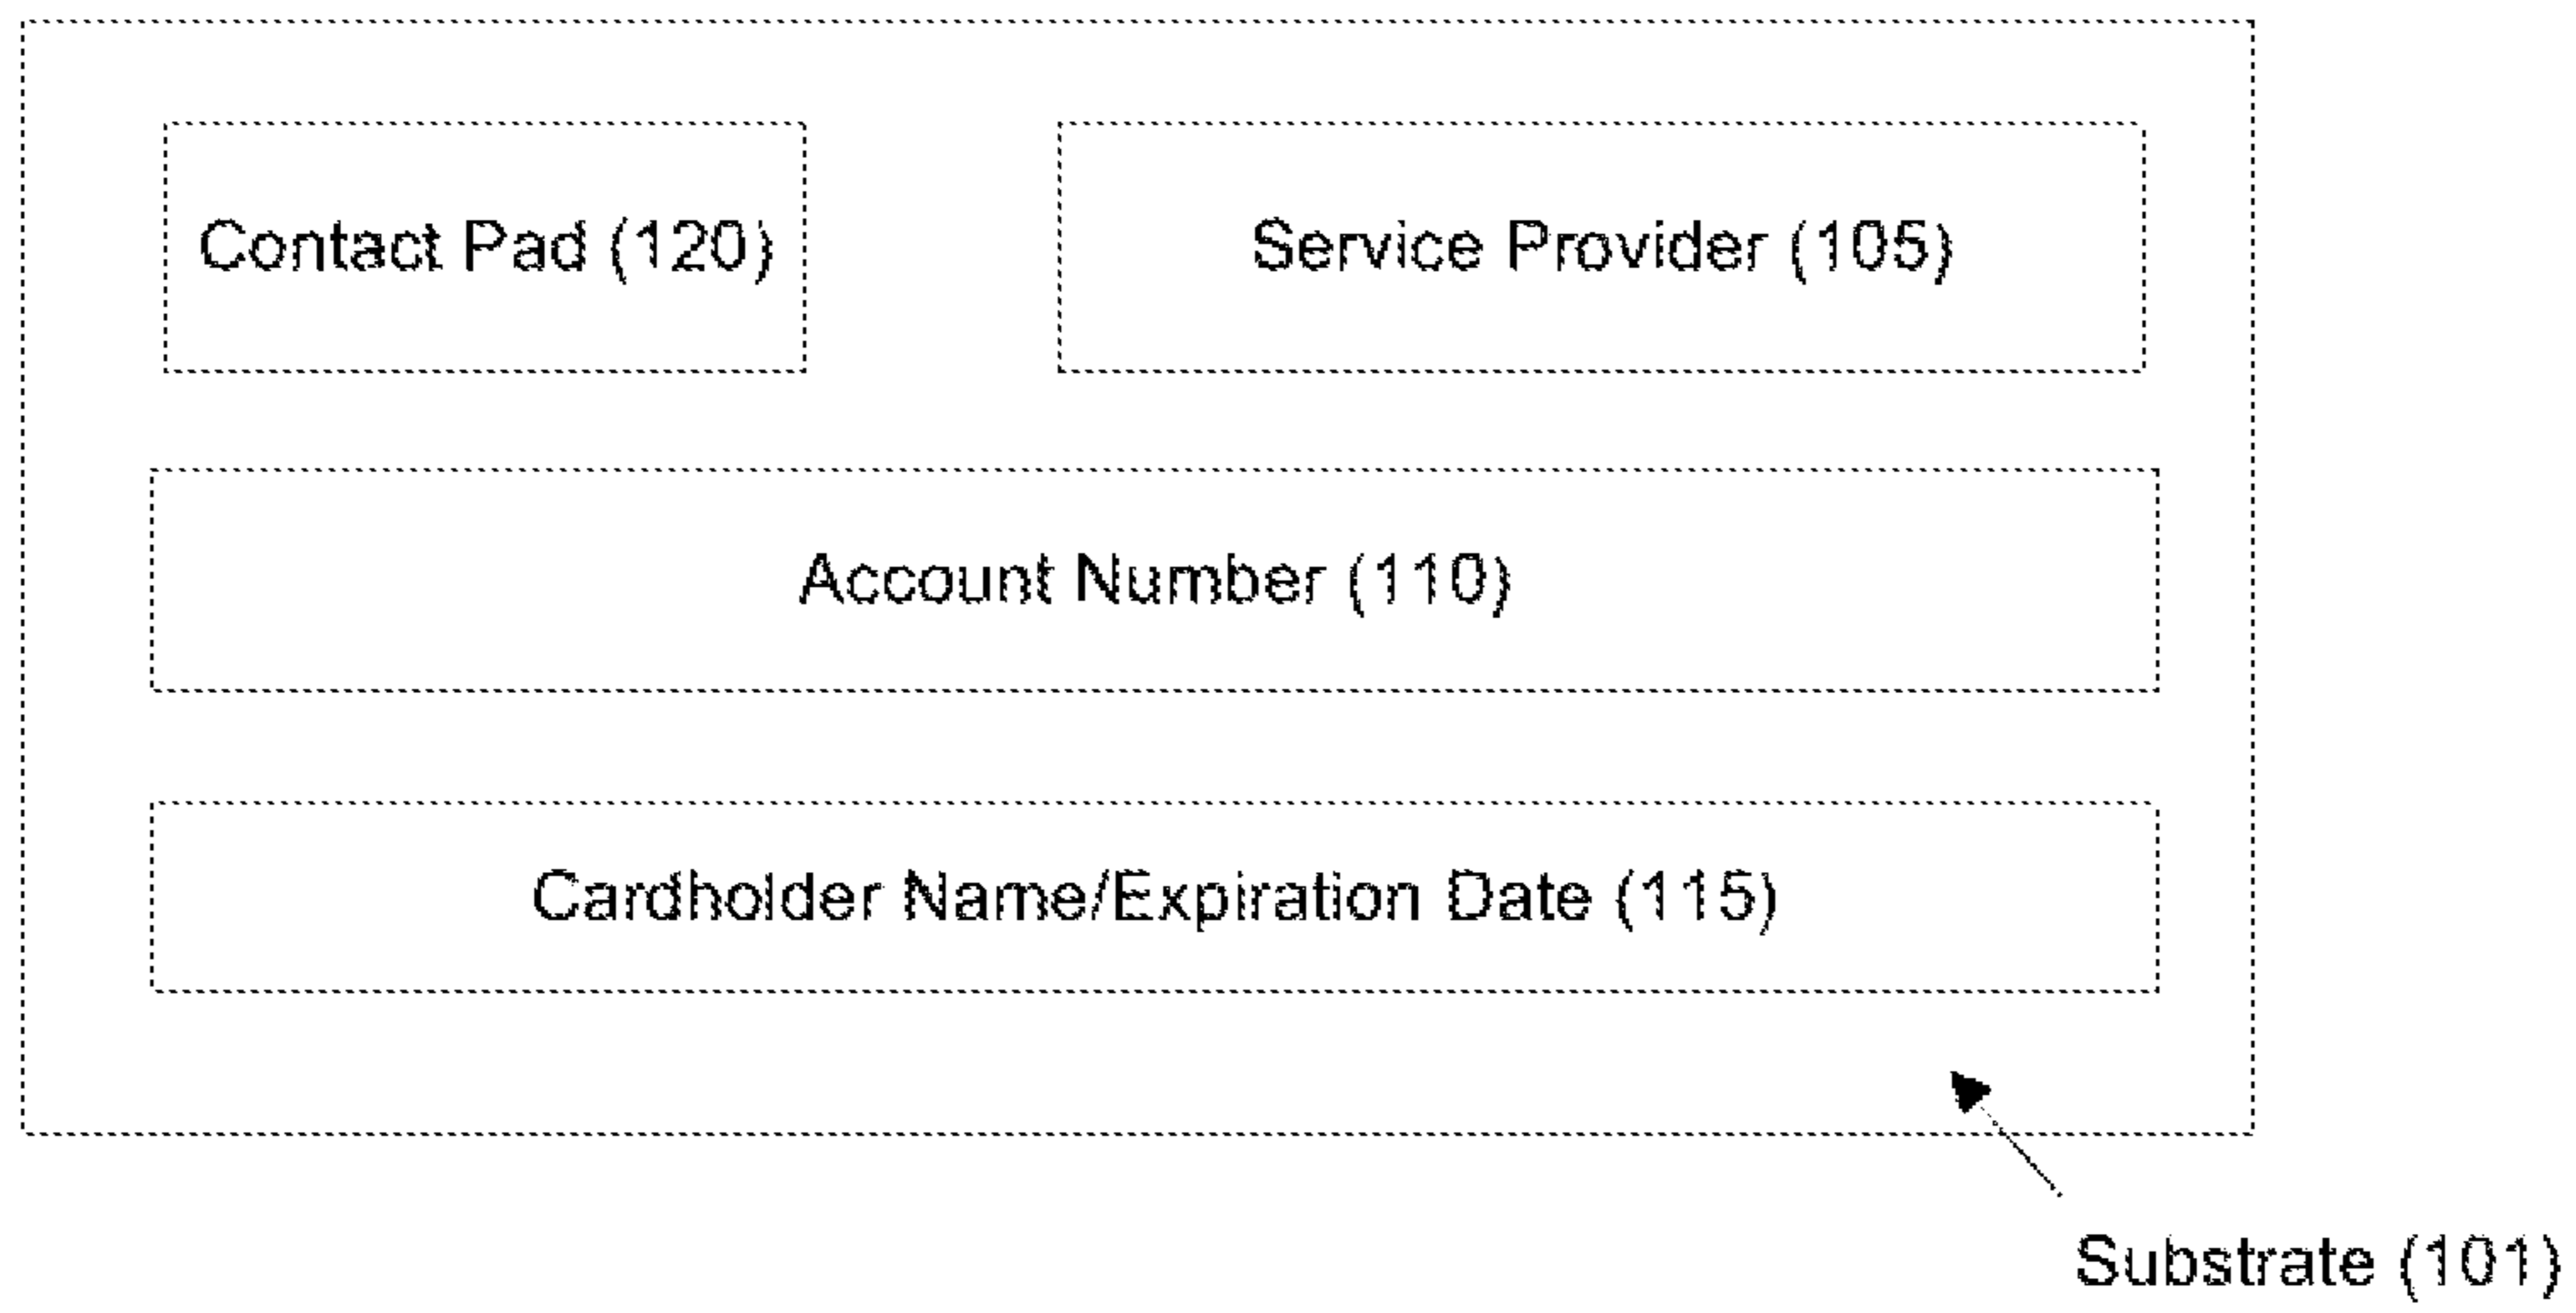 Contact Pad (120)
Service Provider (105)
Account Number (110)
Cardholder Name/Expiration Date (115)
Substrate (101)